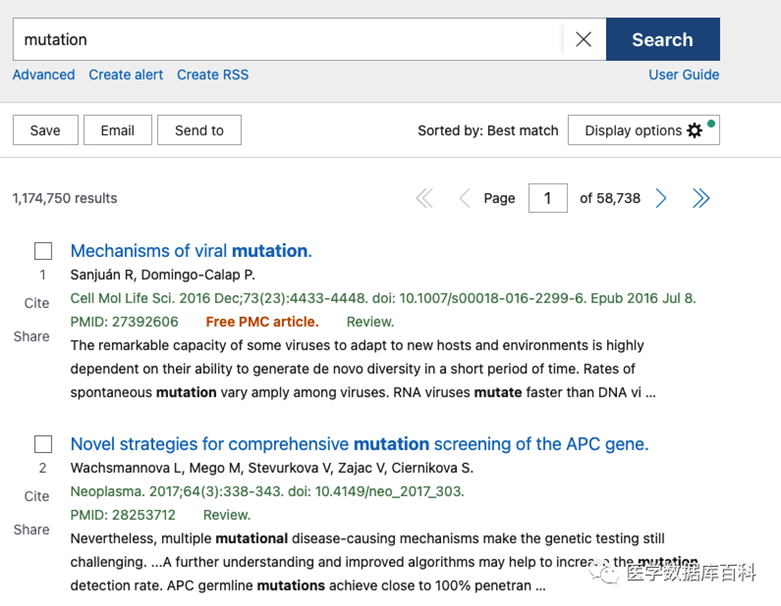 mutation
Search
Advanced Create alert Create RSS User Guide
Save Email Send to Sorted by: Best match Display options
1,174,750 results Page 1 of 58,738
Mechanisms of viral mutation.
1 Sanjuán R, Domingo-Calap P.
Cite Cell Mol Life Sci. 2016 Dec;73(23):4433-4448. doi: 10.1007/s00018-016-2299-6. Epub 2016 Jul 8.
PMID: 27392606 Free PMC article. Review.
Share The remarkable capacity of some viruses to adapt to new hosts and environments is highly
dependent on their ability to generate de novo diversity in a short period of time. Rates of
spontaneous mutation vary amply among viruses. RNA viruses mutate faster than DNA vi ...
Novel strategies for comprehensive mutation screening of the APC gene.
2 Wachsmannova L, Mego M, Stevurkova V, Zajac V, Ciernikova S.
Cite Neoplasma. 2017;64(3):338-343. doi: 10.4149/neo_2017_303.
PMID: 28253712 Review.
Share Nevertheless, multiple mutational disease-causing mechanisms make the genetic testing still
challenging. ...A further understanding and improved algorithms may help to increase the mutation
detection rate. APC germline mutations achieve close to 100% penetran ...
医学数据库百科